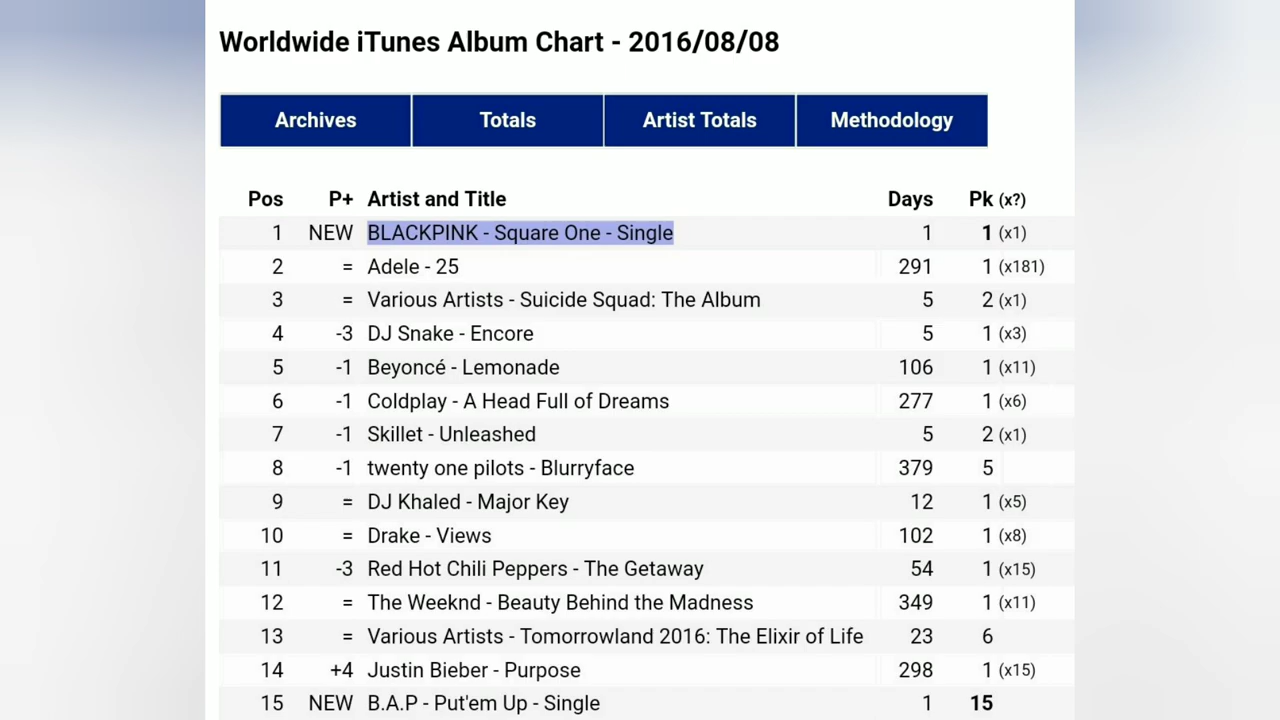 Worldwide iTunes Album Chart - 2016/08/08
Archives Totals Artist Totals Methodology
Pos P+ Artist and Title Days Pk (x?)
1 NEW BLACKPINK - Square One - Single 1 1 (x1)
2 = Adele - 25 291 1 (x181)
3 = Various Artists - Suicide Squad: The Album 5 2 (x1)
4 -3 DJ Snake - Encore 5 1 (x3)
5 -1 Beyoncé - Lemonade 106 1 (x11)
6 -1 Coldplay - A Head Full of Dreams 277 1 (x6)
7 -1 Skillet - Unleashed 5 2 (x1)
8 -1 twenty one pilots - Blurryface 379 5
9 = DJ Khaled - Major Key 12 1 (x5)
10 = Drake - Views 102 1 (x8)
11 -3 Red Hot Chili Peppers - The Getaway 54 1 (x15)
12 = The Weeknd - Beauty Behind the Madness 349 1 (x11)
13 = Various Artists - Tomorrowland 2016: The Elixir of Life 23 6
14 +4 Justin Bieber - Purpose 298 1 (x15)
15 NEW B.A.P - Put'em Up - Single 1 15